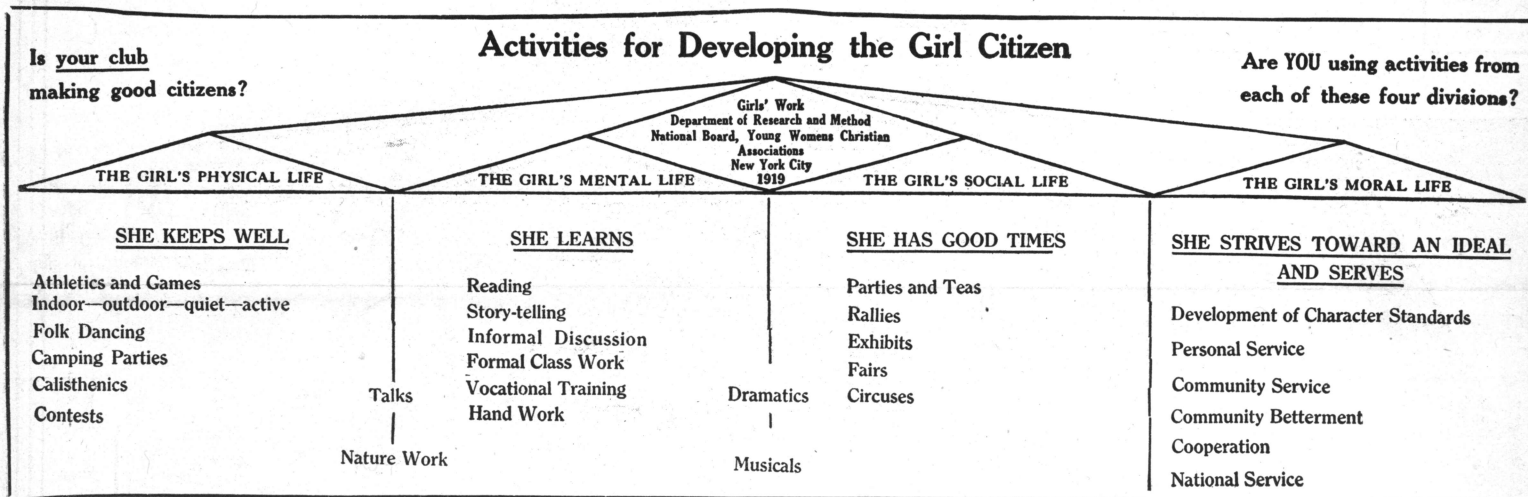 Activities for Developing the Girl Citizen
Is your club
making good citizens?
Are YOU using activities from
each of these four divisions?
Girls' Work
Department of Research and Method
National Board, Young Womens Christian
Associations
New York City
1919
THE GIRL'S PHYSICAL LIFE
THE GIRL'S MENTAL LIFE
THE GIRL'S SOCIAL LIFE
THE GIRL'S MORAL LIFE
SHE KEEPS WELL
Athletics and Games
Indoor—outdoor—quiet—active
Folk Dancing
Camping Parties
Calisthenics
Contests
Talks
Nature Work
SHE LEARNS
Reading
Story-telling
Informal Discussion
Formal Class Work
Vocational Training
Hand Work
Dramatics
Musicals
SHE HAS GOOD TIMES
Parties and Teas
Rallies
Exhibits
Fairs
Circuses
SHE STRIVES TOWARD AN IDEAL
AND SERVES
Development of Character Standards
Personal Service
Community Service
Community Betterment
Cooperation
National Service